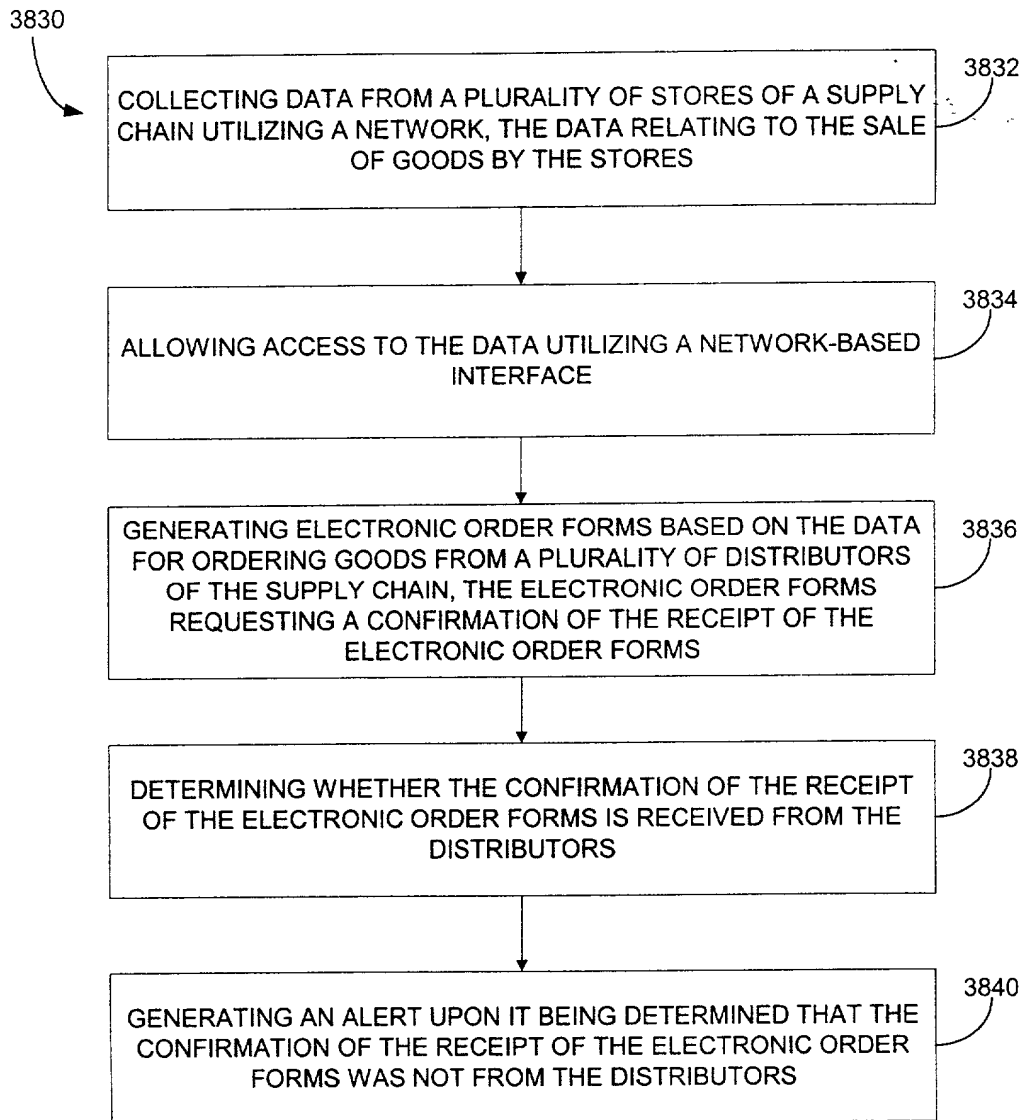 3830
3832
COLLECTING DATA FROM A PLURALITY OF STORES OF A SUPPLY
CHAIN UTILIZING A NETWORK, THE DATA RELATING TO THE SALE
OF GOODS BY THE STORES
3834
ALLOWING ACCESS TO THE DATA UTILIZING A NETWORK-BASED
INTERFACE
3836
GENERATING ELECTRONIC ORDER FORMS BASED ON THE DATA
FOR ORDERING GOODS FROM A PLURALITY OF DISTRIBUTORS
OF THE SUPPLY CHAIN, THE ELECTRONIC ORDER FORMS
REQUESTING A CONFIRMATION OF THE RECEIPT OF THE
ELECTRONIC ORDER FORMS
3838
DETERMINING WHETHER THE CONFIRMATION OF THE RECEIPT
OF THE ELECTRONIC ORDER FORMS IS RECEIVED FROM THE
DISTRIBUTORS
3840
GENERATING AN ALERT UPON IT BEING DETERMINED THAT THE
CONFIRMATION OF THE RECEIPT OF THE ELECTRONIC ORDER
FORMS WAS NOT FROM THE DISTRIBUTORS